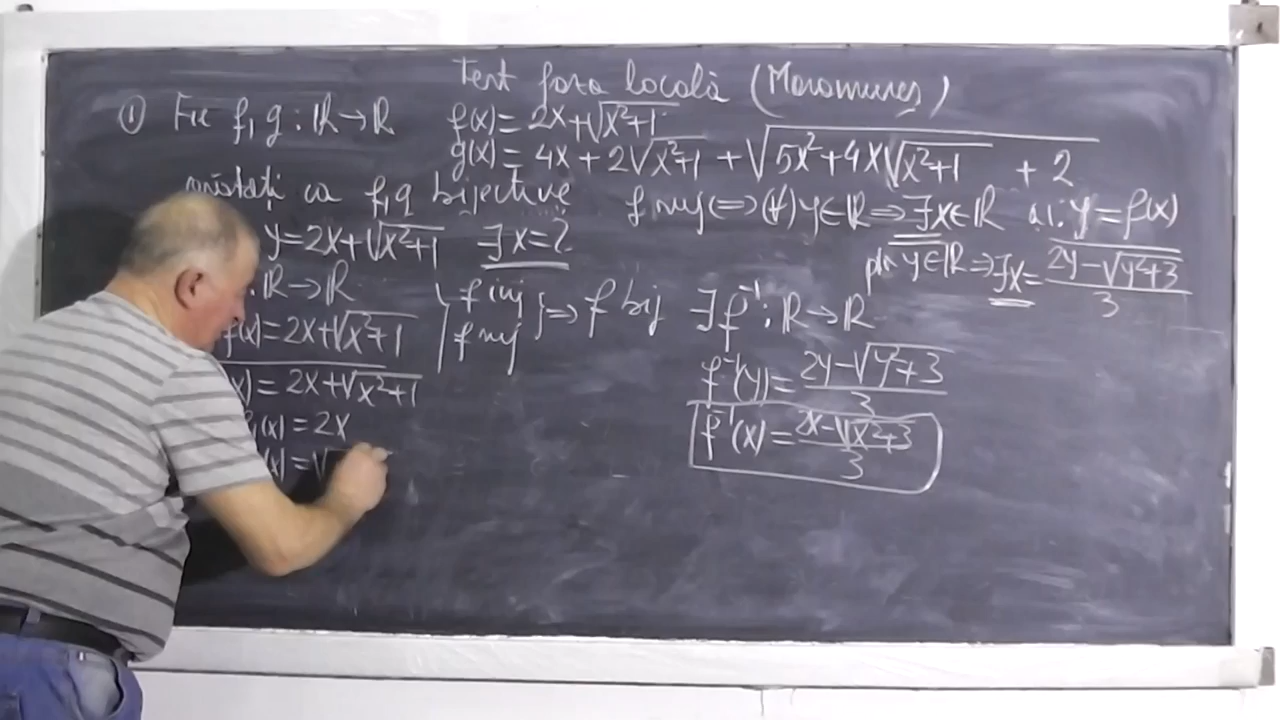 Test faza locală (Maramureș)
① Fie f, g : ℝ→ℝ f(x) = 2x+√(x²+1)
g(x) = 4x + 2√(x²+1) + √(5x²+4x√(x²+1) + 2)
arătați ca f, g bijective
f surj <=> (∀) y∈ℝ => ∃ x∈ℝ a.i. y = f(x)
y = 2x+√(x²+1) ∃ x = ?
ptr y∈ℝ => ∃x = (2y-√(y²+3))/3
: ℝ→ℝ
f(x) = 2x+√(x²+1)
f inj
f surj } => f bij ∃ f⁻¹ : ℝ→ℝ
f⁻¹(y) = (2y-√(y²+3))/3
(x) = 2x+√(x²+1)
(x) = 2x
(x) = √
f⁻¹(x) = (2x-√(x²+3))/3